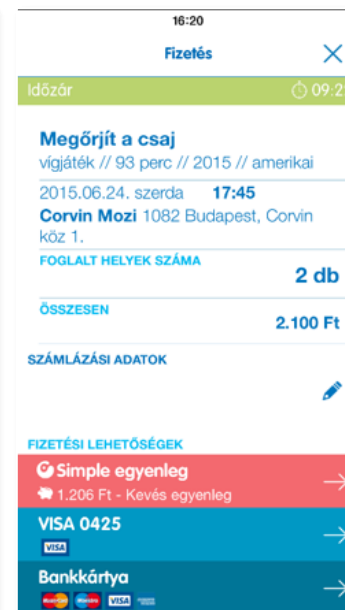 16:20
Fizetés
Időzár 09:2
Megőrjít a csaj
vígjáték // 93 perc // 2015 // amerikai
2015.06.24. szerda 17:45
Corvin Mozi 1082 Budapest, Corvin
köz 1.
FOGLALT HELYEK SZÁMA
2 db
ÖSSZESEN
2.100 Ft
SZÁMLÁZÁSI ADATOK
FIZETÉSI LEHETŐSÉGEK
Simple egyenleg
1.206 Ft - Kevés egyenleg
VISA 0425
VISA
Bankkártya
VISA